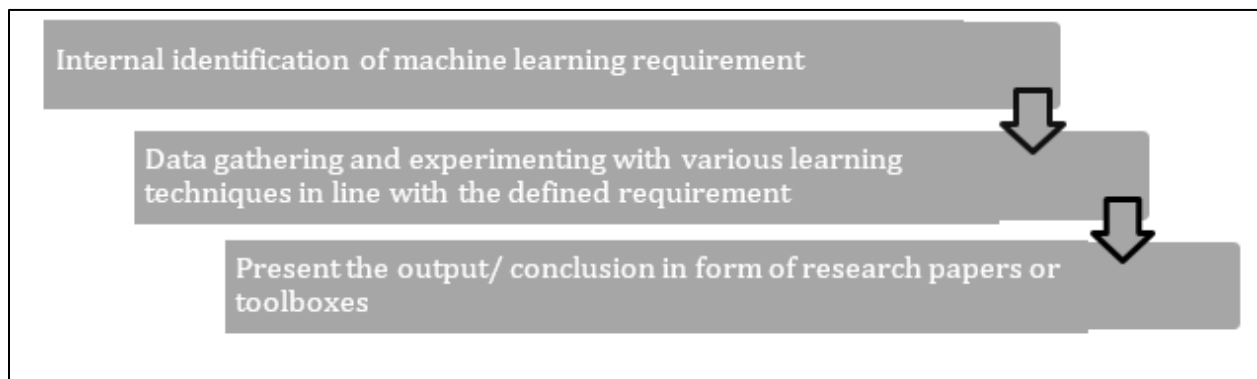 Internal identification of machine learning requirement
Data gathering and experimenting with various learning
techniques in line with the defined requirement
Present the output/ conclusion in form of research papers or
toolboxes